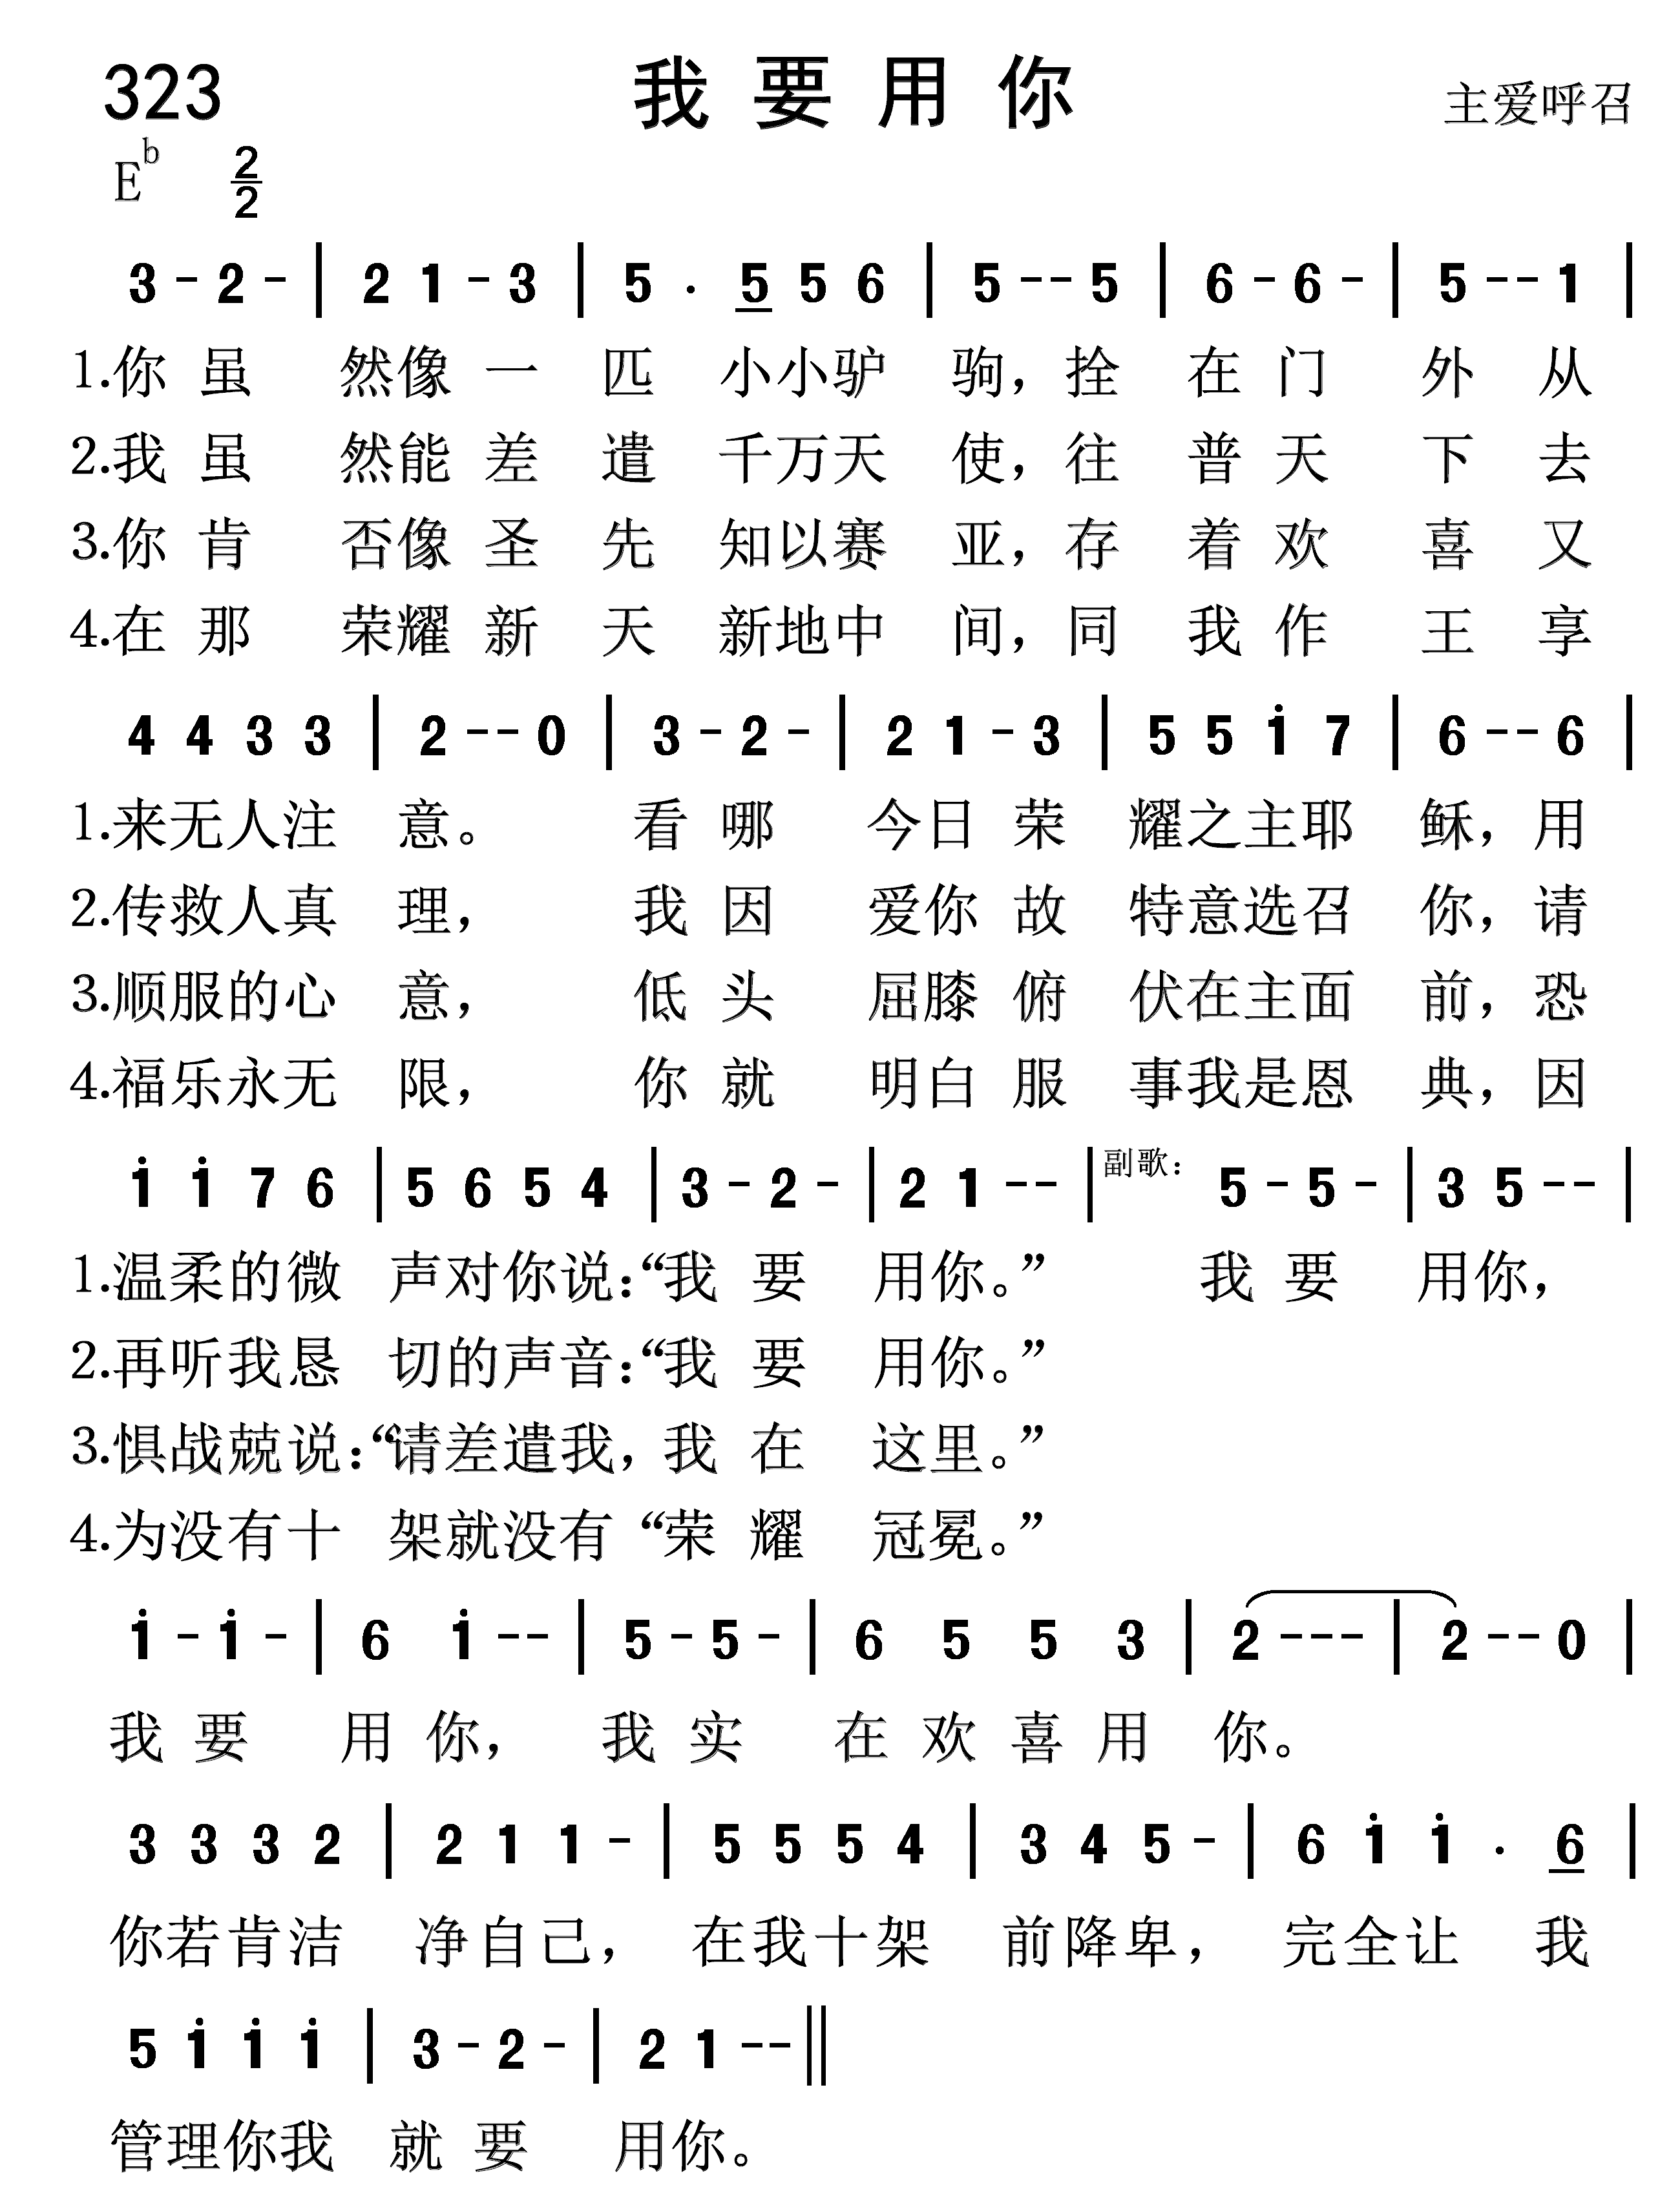 323 我要用你 主爱呼召
E♭ 2/2
3 - 2 - | 2 1 - 3 | 5 . 5 5 6 | 5 - - 5 | 6 - 6 - | 5 - - 1 |
1.你虽然像一匹小小驴驹，拴在门外从
2.我虽然能差遣千万天使，往普天下去
3.你肯否像圣先知以赛亚，存着欢喜又
4.在那荣耀新天新地中间，同我作王享
4 4 3 3 | 2 - - 0 | 3 - 2 - | 2 1 - 3 | 5 5 i 7 | 6 - - 6 |
1.来无人注意。看哪今日荣耀之主耶稣，用
2.传救人真理，我因爱你故特意选召你，请
3.顺服的心意，低头屈膝俯伏在主面前，恐
4.福乐永无限，你就明白服事我是恩典，因
i i 7 6 | 5 6 5 4 | 3 - 2 - | 2 1 - - | 副歌：5 - 5 - | 3 5 - - |
1.温柔的微声对你说：“我要用你。” 我要用你，
2.再听我恳切的声音：“我要用你。”
3.惧战兢说：“请差遣我，我在这里。”
4.为没有十架就没有“荣耀冠冕。”
i - i - | 6 i - - | 5 - 5 - | 6 5 5 3 | 2 - - - | 2 - - 0 |
我要用你，我实在欢喜用你。
3 3 3 2 | 2 1 1 - | 5 5 5 4 | 3 4 5 - | 6 i i . 6 |
你若肯洁净自己，在我十架前降卑，完全让我
5 i i i | 3 - 2 - | 2 1 - - ‖
管理你我就要用你。